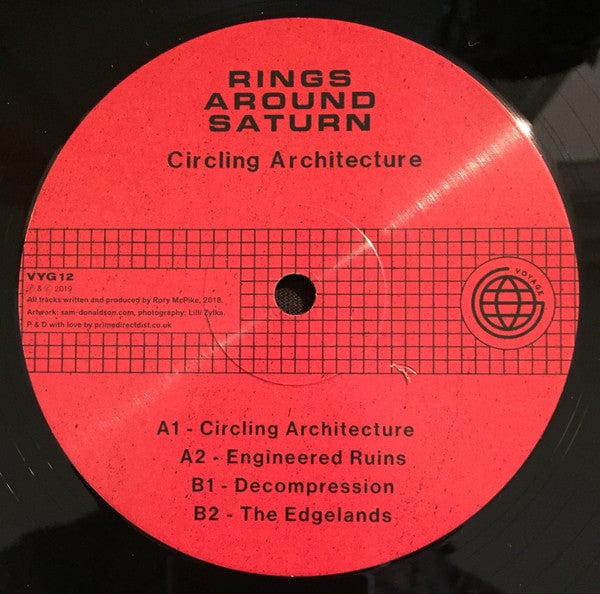 RINGS
AROUND
SATURN
Circling Architecture
VYG12
℗ & © 2019
All tracks written and produced by Rory McPike, 2018.
Artwork: sam-donaldson.com, photography: Lilli Zylka.
P & D with love by primedirectdist.co.uk
VOYAGE
A1 - Circling Architecture
A2 - Engineered Ruins
B1 - Decompression
B2 - The Edgelands